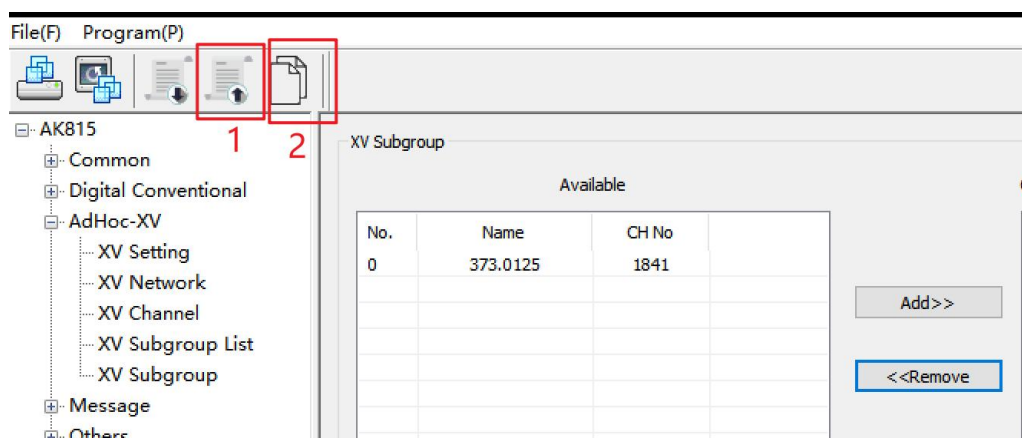 File(F) Program(P)
1
2
AK815
Common
Digital Conventional
AdHoc-XV
XV Setting
XV Network
XV Channel
XV Subgroup List
XV Subgroup
Message
Others
XV Subgroup
Available
No. Name CH No
0 373.0125 1841
Add>>
<<Remove